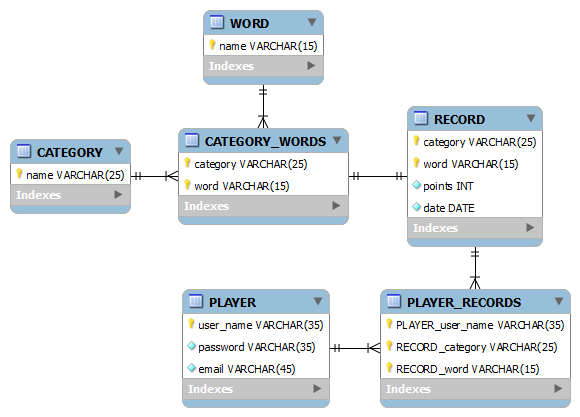 WORD
name VARCHAR(15)
Indexes
CATEGORY
name VARCHAR(25)
Indexes
CATEGORY_WORDS
category VARCHAR(25)
word VARCHAR(15)
Indexes
RECORD
category VARCHAR(25)
word VARCHAR(15)
points INT
date DATE
Indexes
PLAYER
user_name VARCHAR(35)
password VARCHAR(35)
email VARCHAR(45)
Indexes
PLAYER_RECORDS
PLAYER_user_name VARCHAR(35)
RECORD_category VARCHAR(25)
RECORD_word VARCHAR(15)
Indexes